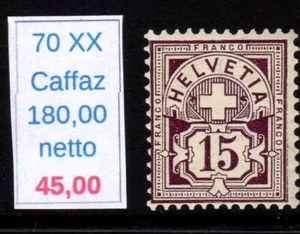 70 XX
Caffaz
180,00
netto
45,00
FRANCO
HELVETIA
FRANCO
FRANCO
15
FRANCO